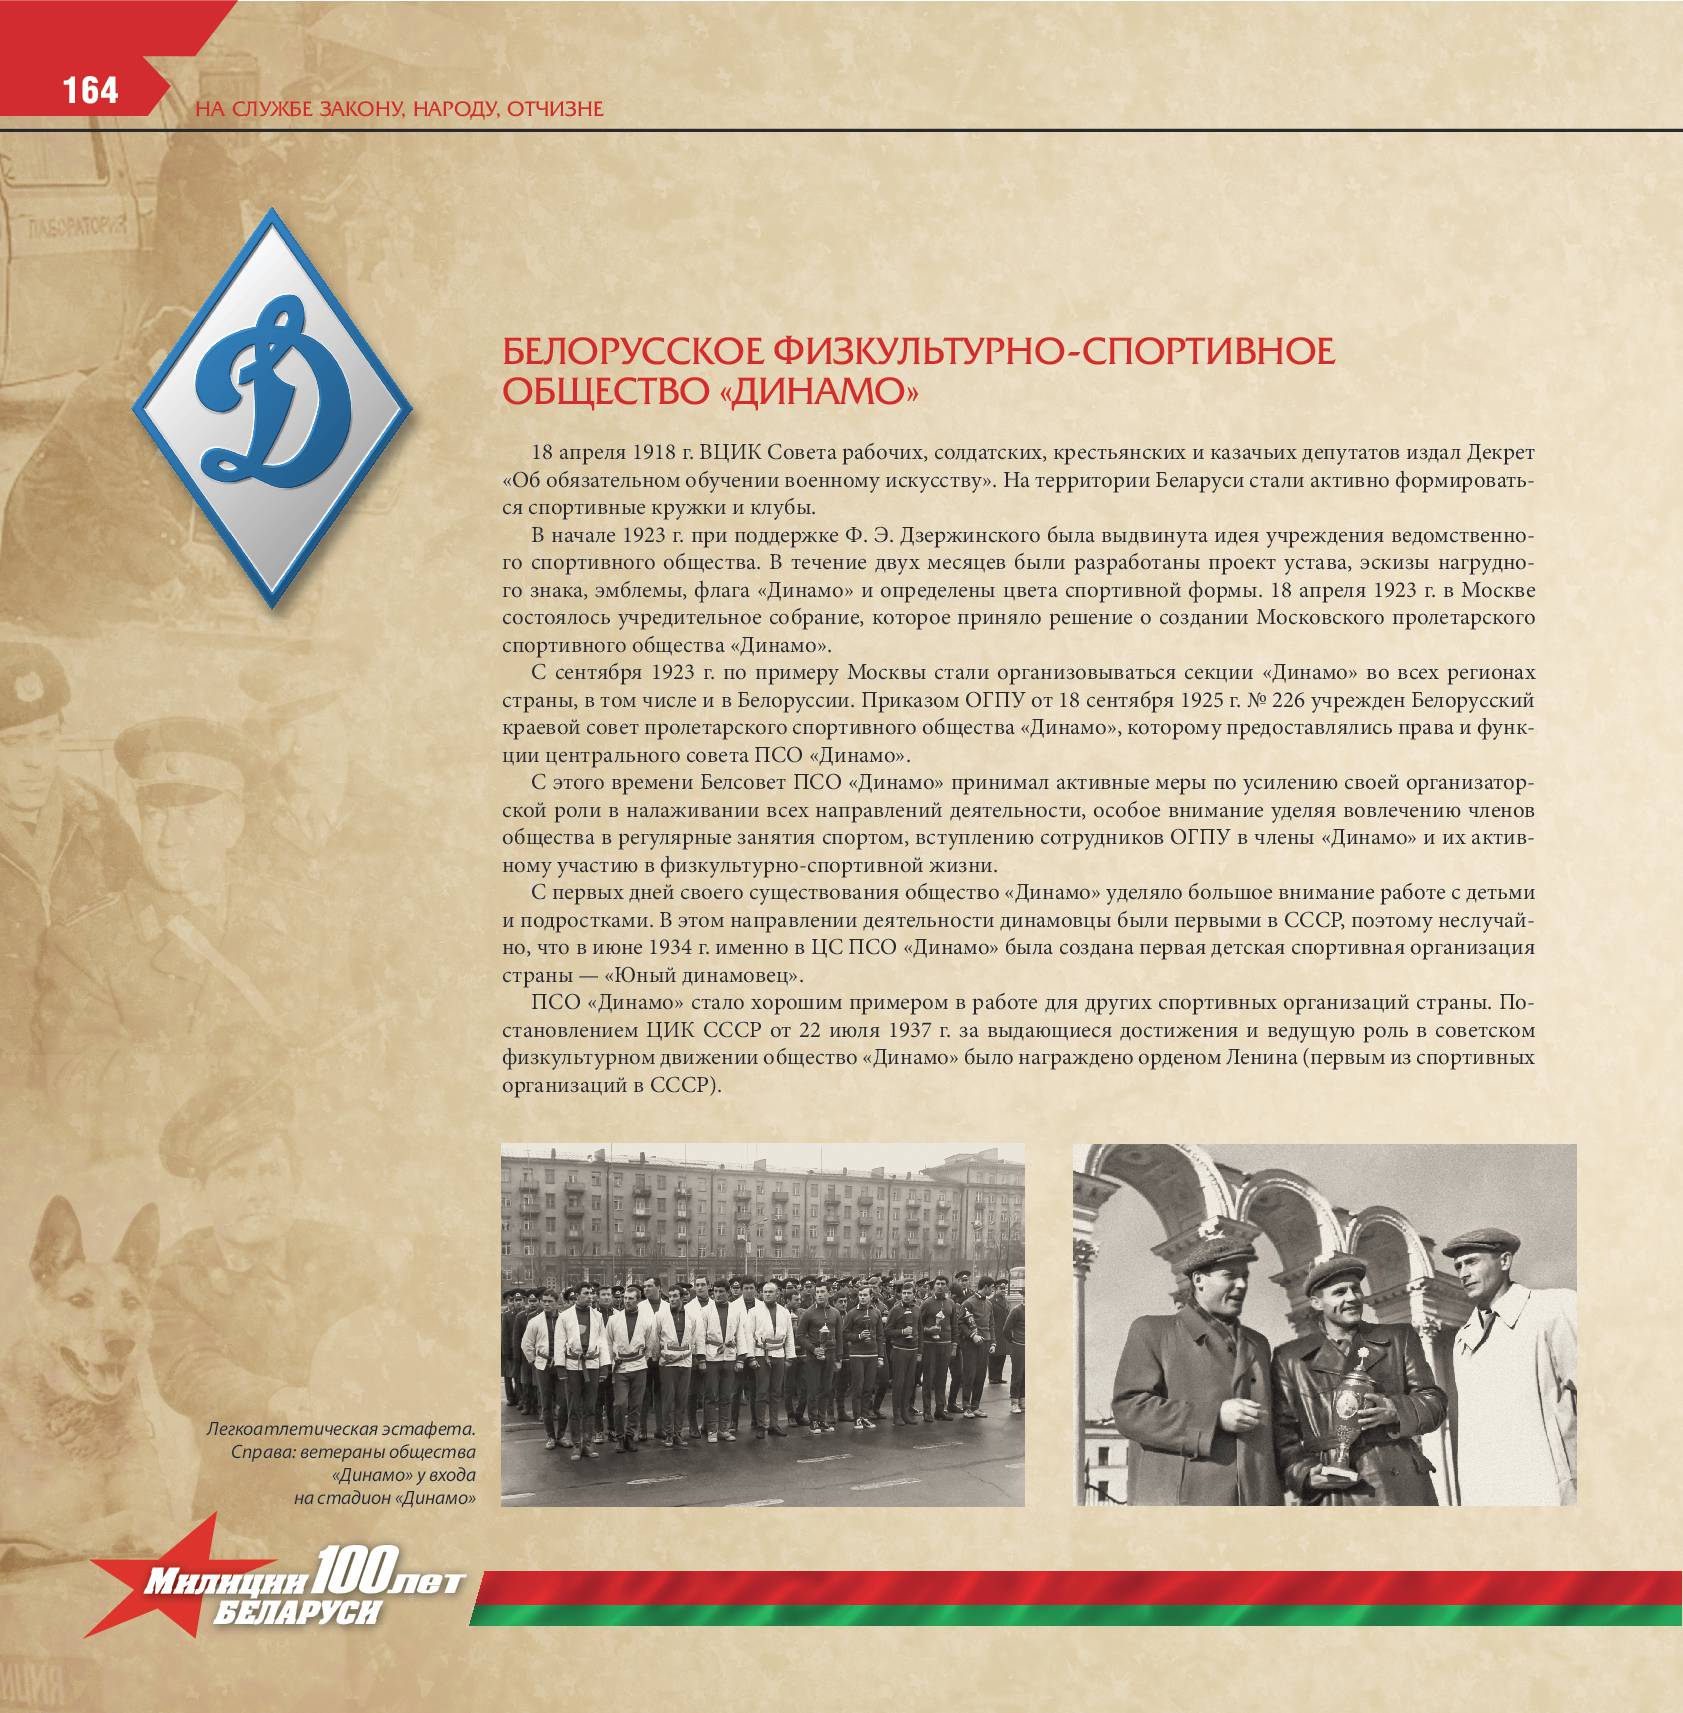 164
НА СЛУЖБЕ ЗАКОНУ, НАРОДУ, ОТЧИЗНЕ
ЛАБОРАТОРИЯ
Д
БЕЛОРУССКОЕ ФИЗКУЛЬТУРНО-СПОРТИВНОЕ
ОБЩЕСТВО «ДИНАМО»
18 апреля 1918 г. ВЦИК Совета рабочих, солдатских, крестьянских и казачьих депутатов издал Декрет
«Об обязательном обучении военному искусству». На территории Беларуси стали активно формировать-
ся спортивные кружки и клубы.
В начале 1923 г. при поддержке Ф. Э. Дзержинского была выдвинута идея учреждения ведомственно-
го спортивного общества. В течение двух месяцев были разработаны проект устава, эскизы нагрудно-
го знака, эмблемы, флага «Динамо» и определены цвета спортивной формы. 18 апреля 1923 г. в Москве
состоялось учредительное собрание, которое приняло решение о создании Московского пролетарского
спортивного общества «Динамо».
С сентября 1923 г. по примеру Москвы стали организовываться секции «Динамо» во всех регионах
страны, в том числе и в Белоруссии. Приказом ОГПУ от 18 сентября 1925 г. № 226 учрежден Белорусский
краевой совет пролетарского спортивного общества «Динамо», которому предоставлялись права и функ-
ции центрального совета ПСО «Динамо».
С этого времени Белсовет ПСО «Динамо» принимал активные меры по усилению своей организатор-
ской роли в налаживании всех направлений деятельности, особое внимание уделяя вовлечению членов
общества в регулярные занятия спортом, вступлению сотрудников ОГПУ в члены «Динамо» и их актив-
ному участию в физкультурно-спортивной жизни.
С первых дней своего существования общество «Динамо» уделяло большое внимание работе с детьми
и подростками. В этом направлении деятельности динамовцы были первыми в СССР, поэтому неслучай-
но, что в июне 1934 г. именно в ЦС ПСО «Динамо» была создана первая детская спортивная организация
страны — «Юный динамовец».
ПСО «Динамо» стало хорошим примером в работе для других спортивных организаций страны. По-
становлением ЦИК СССР от 22 июля 1937 г. за выдающиеся достижения и ведущую роль в советском
физкультурном движении общество «Динамо» было награждено орденом Ленина (первым из спортивных
организаций в СССР).
Легкоатлетическая эстафета.
Справа: ветераны общества
«Динамо» у входа
на стадион «Динамо»
Милиции 100 лет
БЕЛАРУСИ